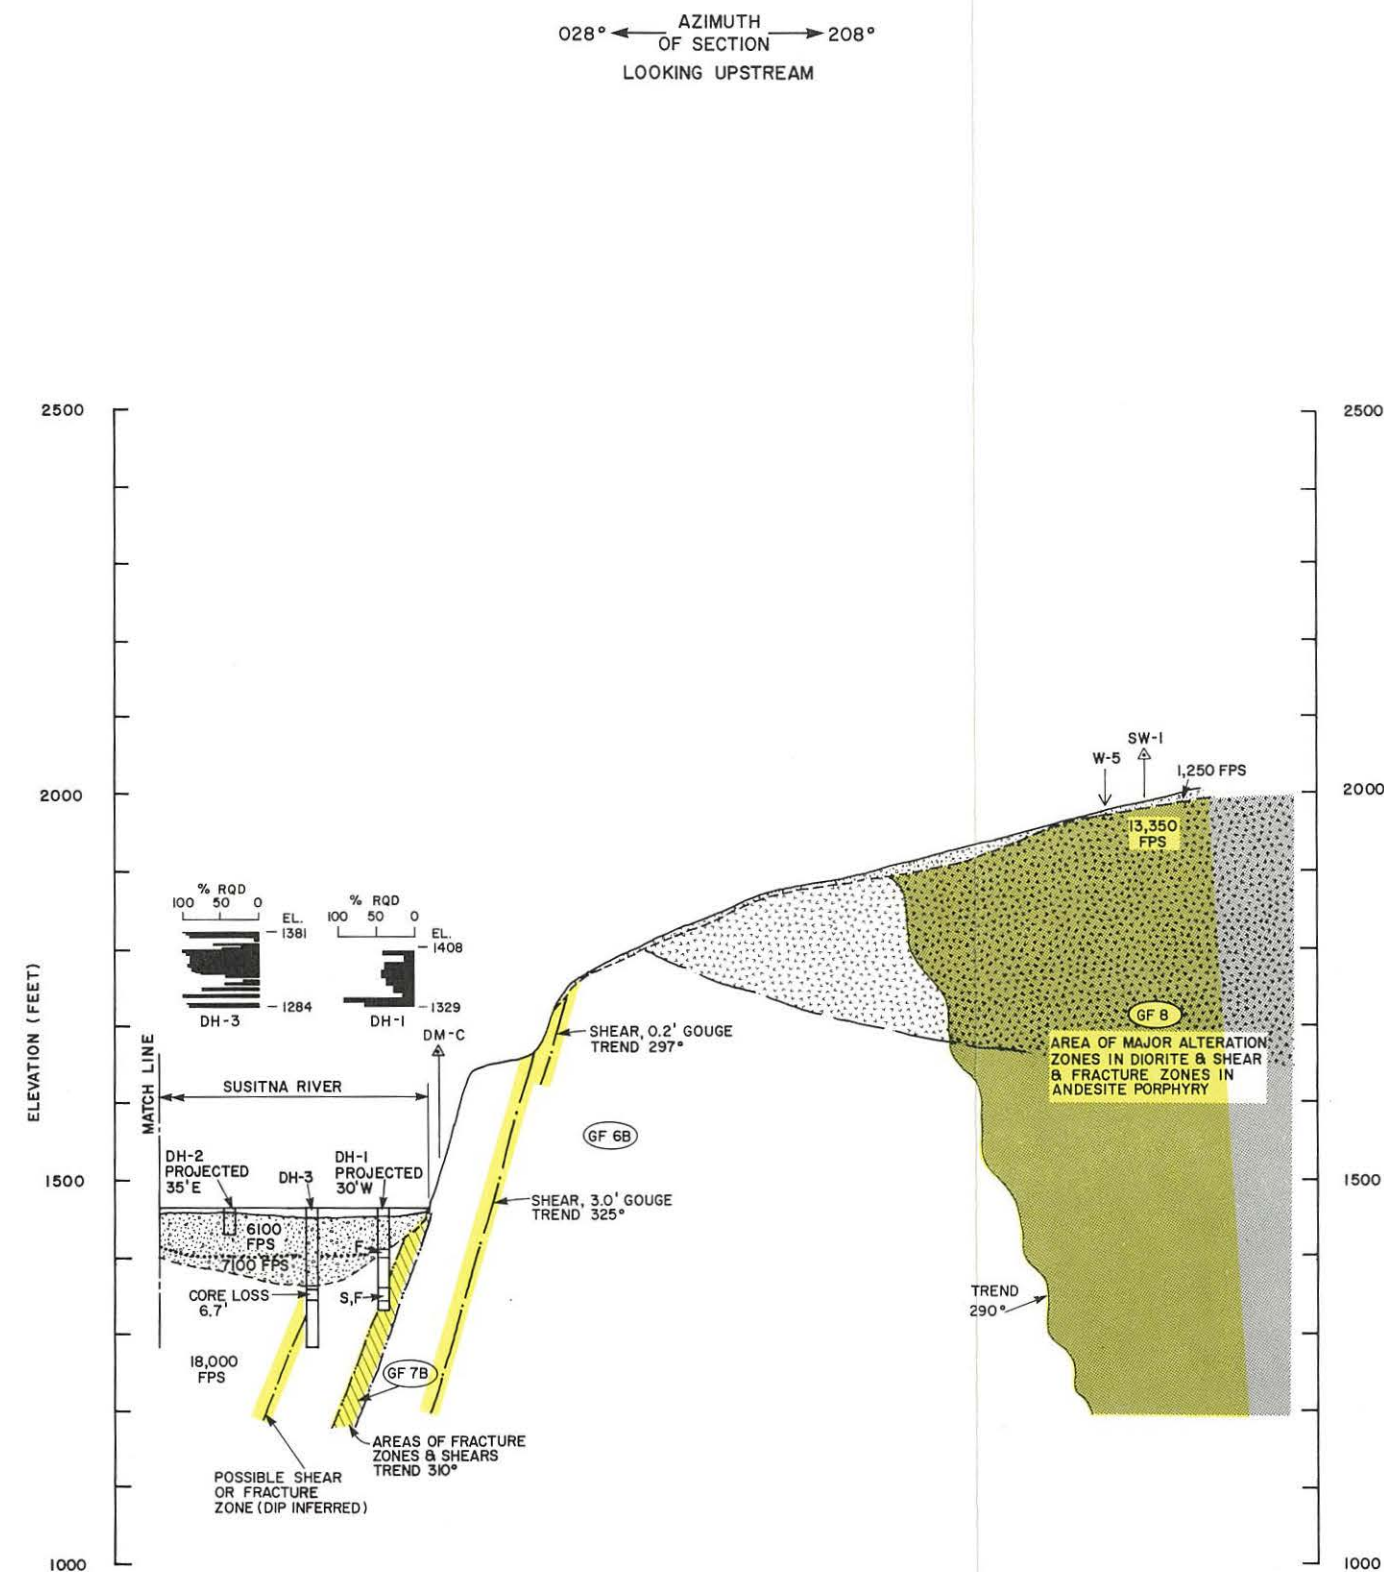 AZIMUTH
028° OF SECTION 208°
LOOKING UPSTREAM
2500
2500
SW-1
W-5
1,250 FPS
2000
2000
13,350
FPS
% RQD
100 50 0
EL.
1381
1284
DH-3
% RQD
100 50 0
EL.
1408
1329
DH-1
DM-C
ELEVATION (FEET)
MATCH LINE
SUSITNA RIVER
SHEAR, 0.2' GOUGE
TREND 297°
GF 8
AREA OF MAJOR ALTERATION
ZONES IN DIORITE & SHEAR
& FRACTURE ZONES IN
ANDESITE PORPHYRY
GF 6B
DH-2
PROJECTED
35'E
DH-3
DH-1
PROJECTED
30'W
1500
1500
SHEAR, 3.0' GOUGE
TREND 325°
6100
FPS
7100 FPS
F
CORE LOSS
6.7'
S,F
TREND
290°
18,000
FPS
GF 7B
AREAS OF FRACTURE
ZONES & SHEARS
TREND 310°
POSSIBLE SHEAR
OR FRACTURE
ZONE (DIP INFERRED)
1000
1000